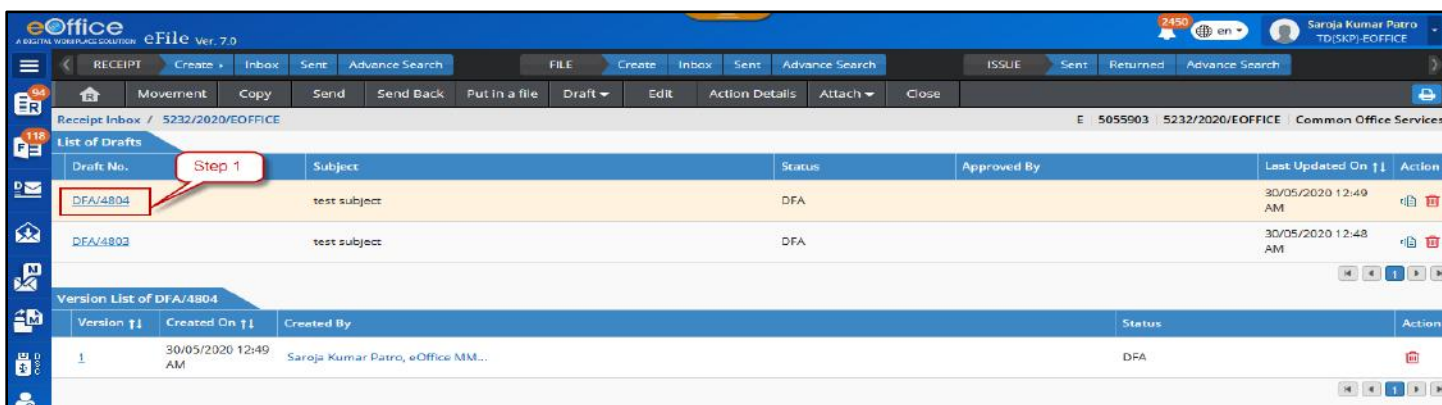 eOffice
A DIGITAL WORKPLACE SOLUTION eFile Ver. 7.0
2450 en Saroja Kumar Patro
TD(SKP)-EOFFICE
RECEIPT Create Inbox Sent Advance Search FILE Create Inbox Sent Advance Search ISSUE Sent Returned Advance Search
94 R Movement Copy Send Send Back Put in a file Draft Edit Action Details Attach Close
Receipt Inbox / 5232/2020/EOFFICE E 5055903 5232/2020/EOFFICE Common Office Services
118 List of Drafts
Draft No. Step 1 Subject Status Approved By Last Updated On Action
DFA/4804 test subject DFA 30/05/2020 12:49 AM
DFA/4803 test subject DFA 30/05/2020 12:48 AM
1
Version List of DFA/4804
Version Created On Created By Status Action
1 30/05/2020 12:49 AM Saroja Kumar Patro, eOffice MM... DFA
1